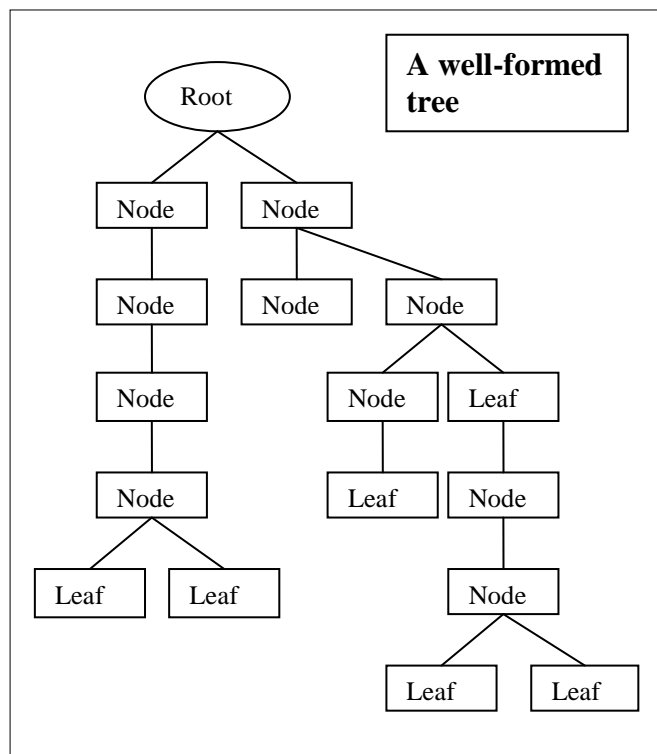 A well-formed
tree
Root
Node Node
Node Node Node
Node Node Leaf
Node Leaf Node
Leaf Leaf Node
Leaf Leaf